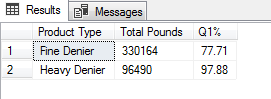 Results Messages
Product Type Total Pounds Q1%
1 Fine Denier 330164 77.71
2 Heavy Denier 96490 97.88